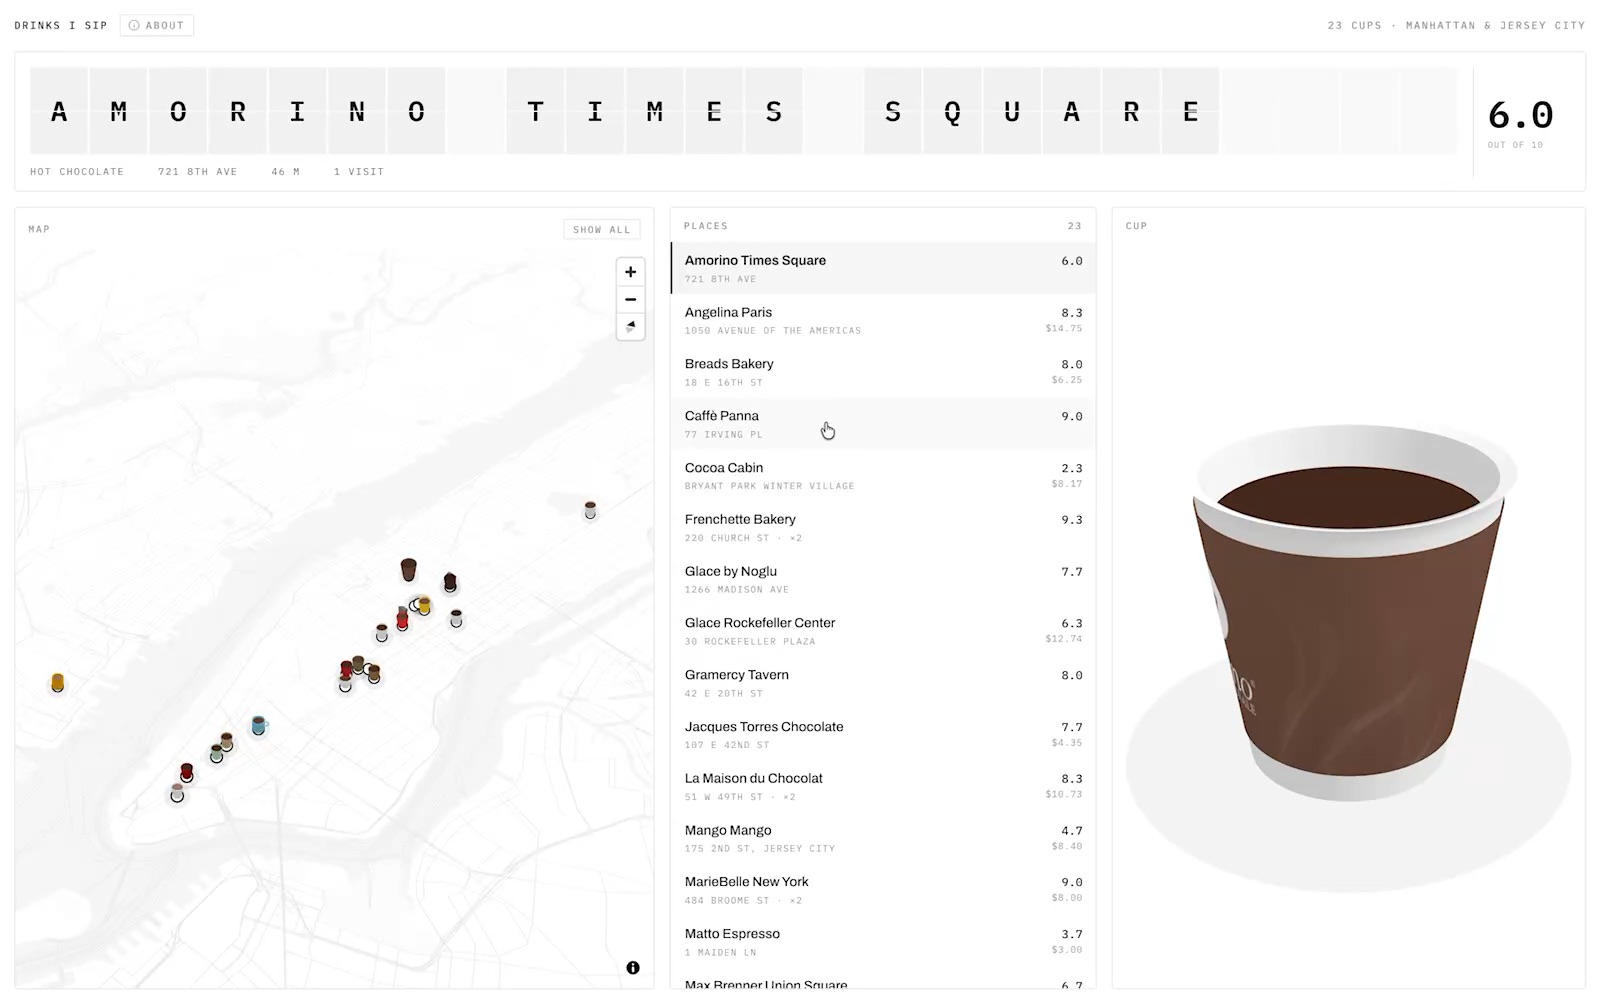 DRINKS I SIP
ABOUT
23 CUPS · MANHATTAN & JERSEY CITY
AMORINO TIMES SQUARE
6.0
OUT OF 10
HOT CHOCOLATE 721 8TH AVE 46 M 1 VISIT
MAP
SHOW ALL
PLACES 23
Amorino Times Square 6.0
721 8TH AVE
Angelina Paris 8.3
1050 AVENUE OF THE AMERICAS $14.75
Breads Bakery 8.0
18 E 16TH ST $6.25
Caffè Panna 9.0
77 IRVING PL
Cocoa Cabin 2.3
BRYANT PARK WINTER VILLAGE $8.17
Frenchette Bakery 9.3
220 CHURCH ST · ×2
Glace by Noglu 7.7
1266 MADISON AVE
Glace Rockefeller Center 6.3
30 ROCKEFELLER PLAZA $12.74
Gramercy Tavern 8.0
42 E 20TH ST
Jacques Torres Chocolate 7.7
107 E 42ND ST $4.35
La Maison du Chocolat 8.3
51 W 49TH ST · ×2 $10.73
Mango Mango 4.7
175 2ND ST, JERSEY CITY $8.40
MarieBelle New York 9.0
484 BROOME ST · ×2 $8.00
Matto Espresso 3.7
1 MAIDEN LN $3.00
Max Brenner Union Square 6.7
CUP